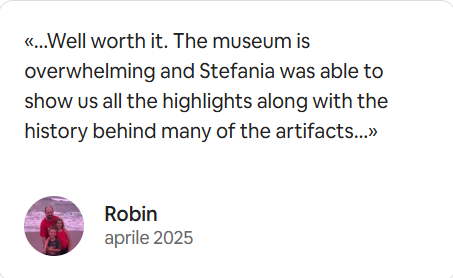 «...Well worth it. The museum is
overwhelming and Stefania was able to
show us all the highlights along with the
history behind many of the artifacts...»
Robin
aprile 2025